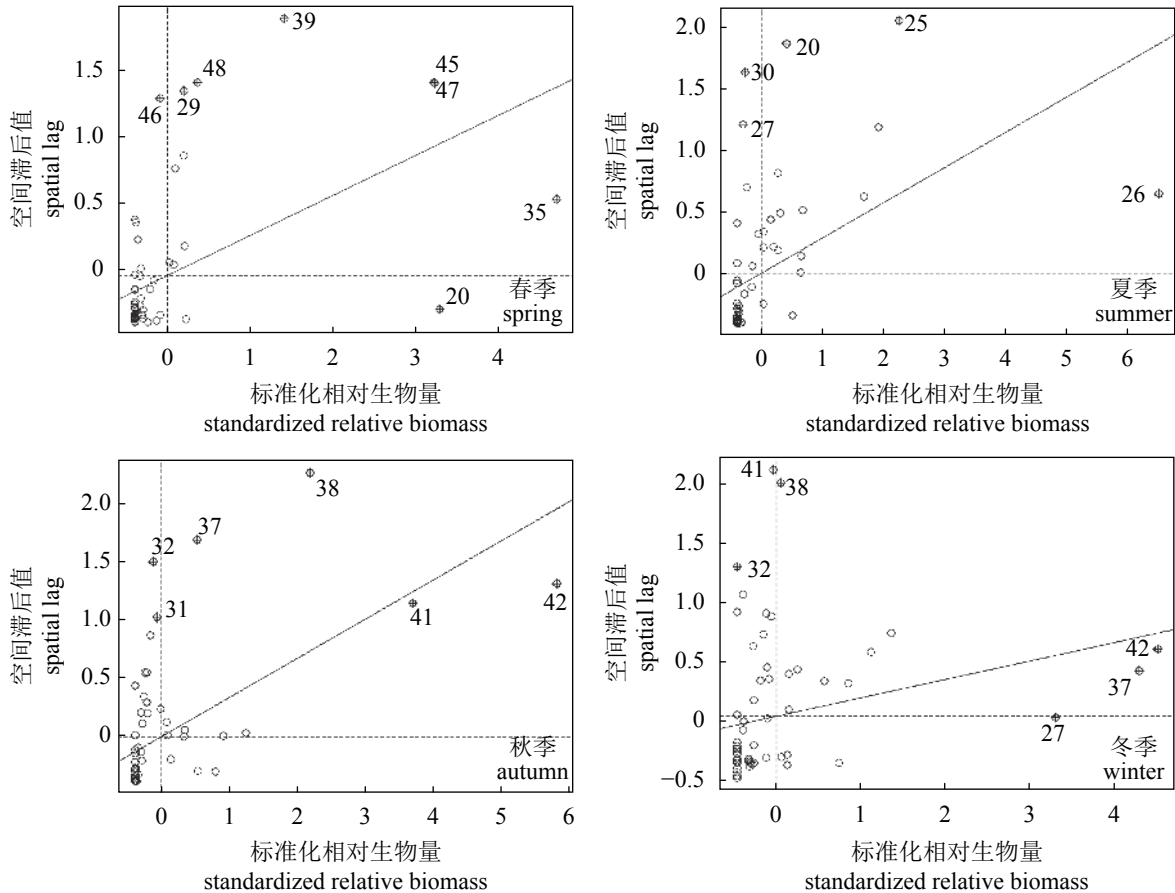 39
48
45
47
29
46
35
20
1.5
1.0
0.5
0
空间滞后值
spatial lag
春季
spring
0
1
2
3
4
标准化相对生物量
standardized relative biomass
25
20
30
27
26
2.0
1.5
1.0
0.5
0
空间滞后值
spatial lag
夏季
summer
0
1
2
3
4
5
6
标准化相对生物量
standardized relative biomass
38
37
32
31
41
42
2.0
1.5
1.0
0.5
0
空间滞后值
spatial lag
秋季
autumn
0
1
2
3
4
5
6
标准化相对生物量
standardized relative biomass
41
38
32
42
37
27
2.0
1.5
1.0
0.5
0
−0.5
空间滞后值
spatial lag
冬季
winter
0
1
2
3
4
标准化相对生物量
standardized relative biomass